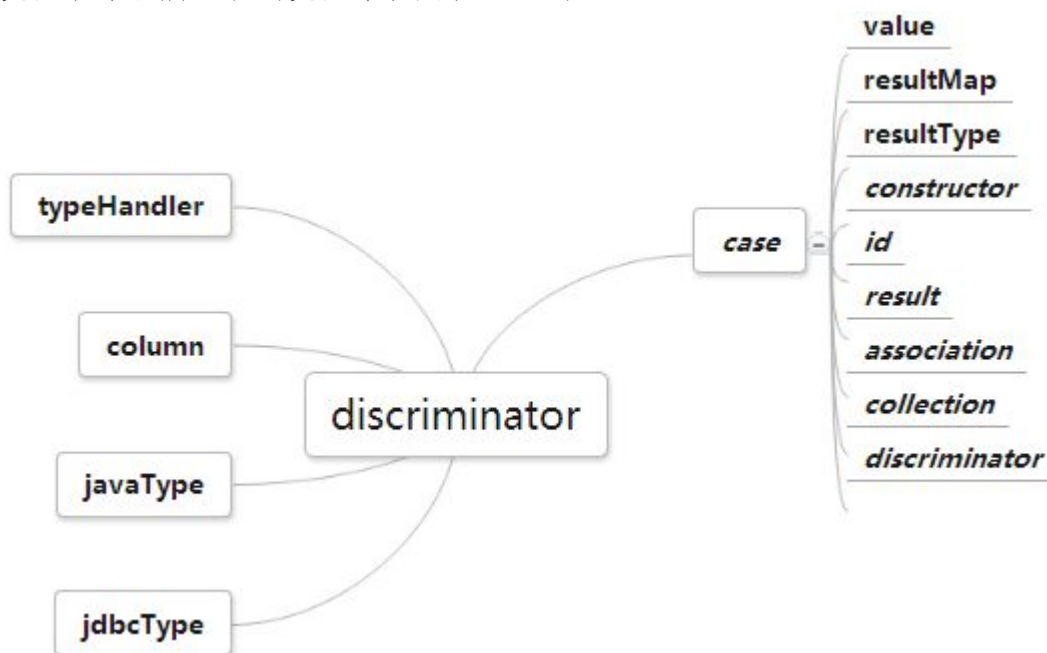 value
resultMap
resultType
constructor
id
result
association
collection
discriminator
case
typeHandler
column
discriminator
javaType
jdbcType